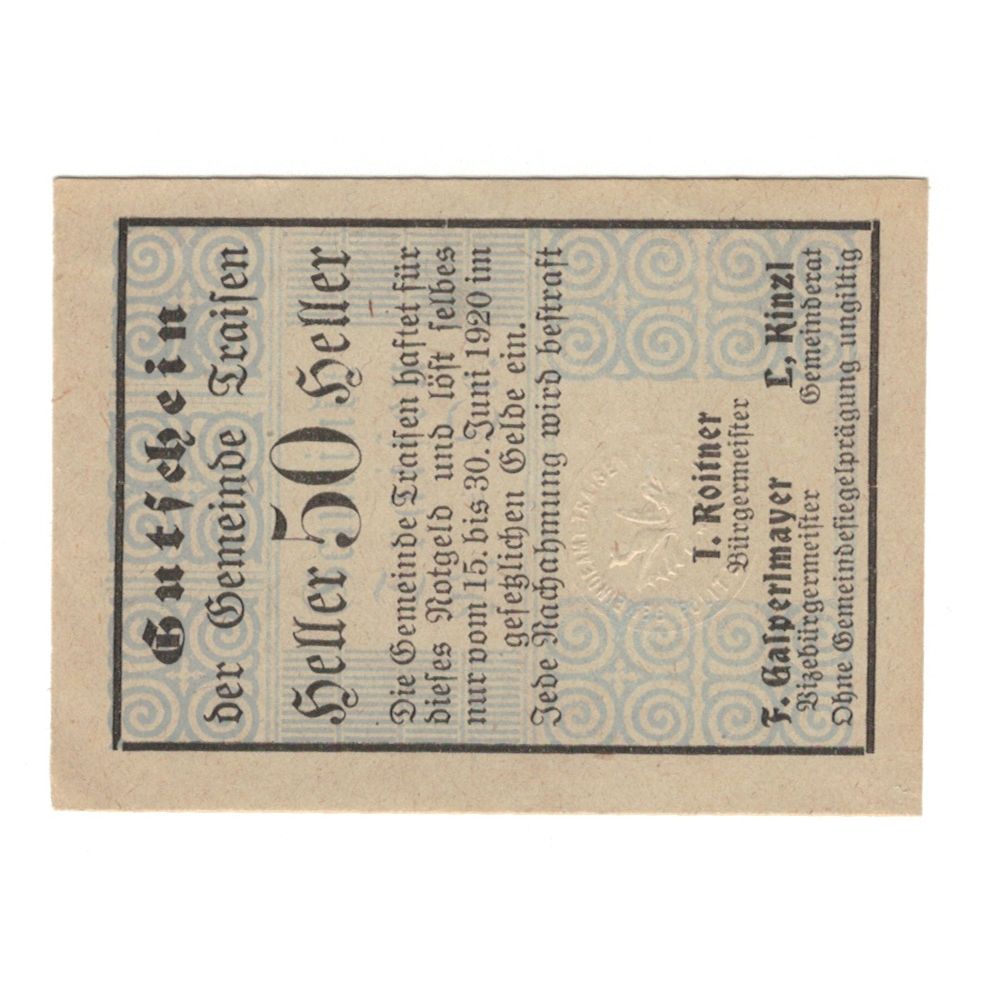 Gutschein
der Gemeinde Traisen
Heller 50 Heller
Die Gemeinde Traisen haftet für
dieses Notgeld und löst selbes
nur vom 15. bis 30. Juni 1920 im
gesetzlichen Gelde ein.
Jede Nachahmung wird bestraft
I. Roitner
Bürgermeister
F. Gasperlmayer
Vizebürgermeister
L, Kinzl
Gemeinderat
Ohne Gemeindesiegelprägung ungiltig